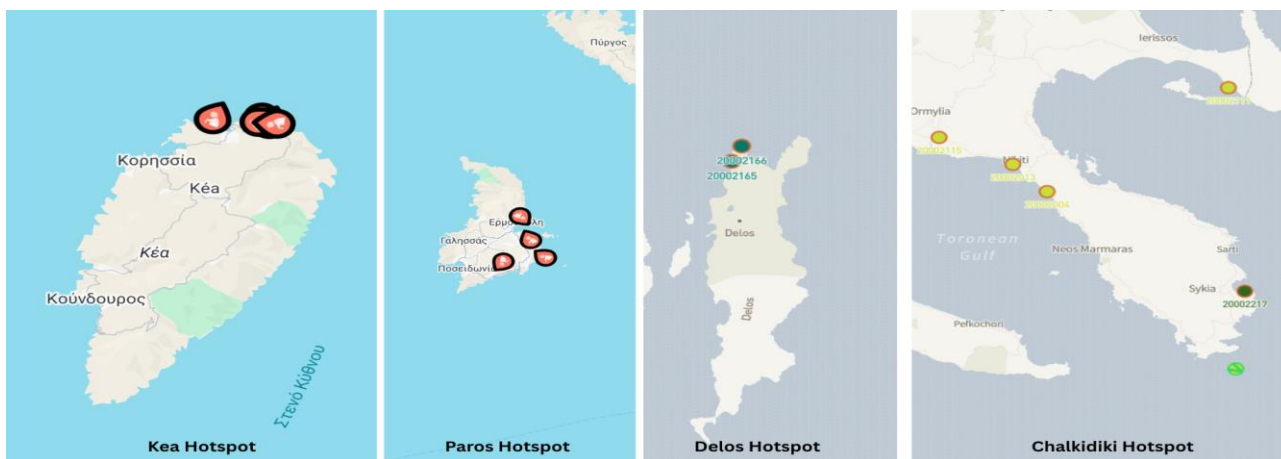 Κορησσία
Κέα
Κέα
Κούνδουρος
Στενό Κύθνου
Kea Hotspot
Πύργος
Γαλησσάς
Ποσειδωνία
Paros Hotspot
20002166
20002165
Delos
Delos
Delos Hotspot
Ierissos
Ormylia
20002115
Nikiti
Toronean
Gulf
Neos Marmaras
Sarti
Sykia
20002217
Pefkochori
Chalkidiki Hotspot